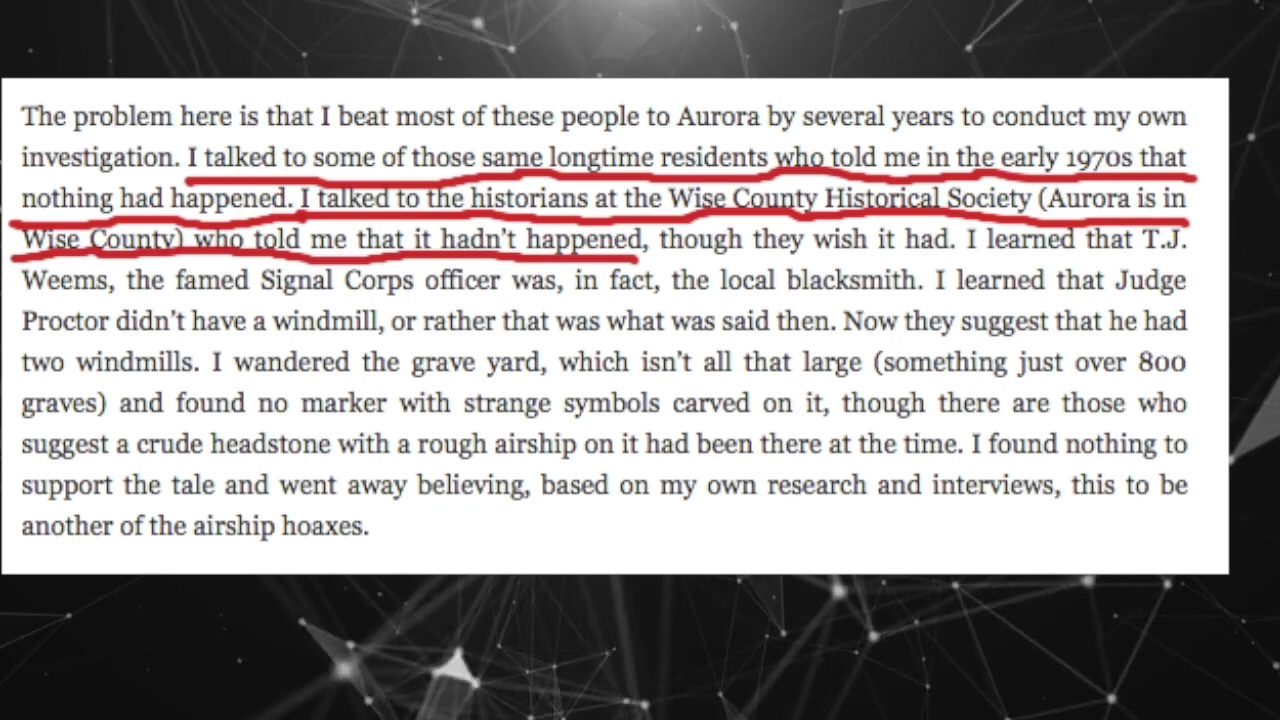 The problem here is that I beat most of these people to Aurora by several years to conduct my own
investigation. I talked to some of those same longtime residents who told me in the early 1970s that
nothing had happened. I talked to the historians at the Wise County Historical Society (Aurora is in
Wise County) who told me that it hadn't happened, though they wish it had. I learned that T.J.
Weems, the famed Signal Corps officer was, in fact, the local blacksmith. I learned that Judge
Proctor didn't have a windmill, or rather that was what was said then. Now they suggest that he had
two windmills. I wandered the grave yard, which isn't all that large (something just over 800
graves) and found no marker with strange symbols carved on it, though there are those who
suggest a crude headstone with a rough airship on it had been there at the time. I found nothing to
support the tale and went away believing, based on my own research and interviews, this to be
another of the airship hoaxes.